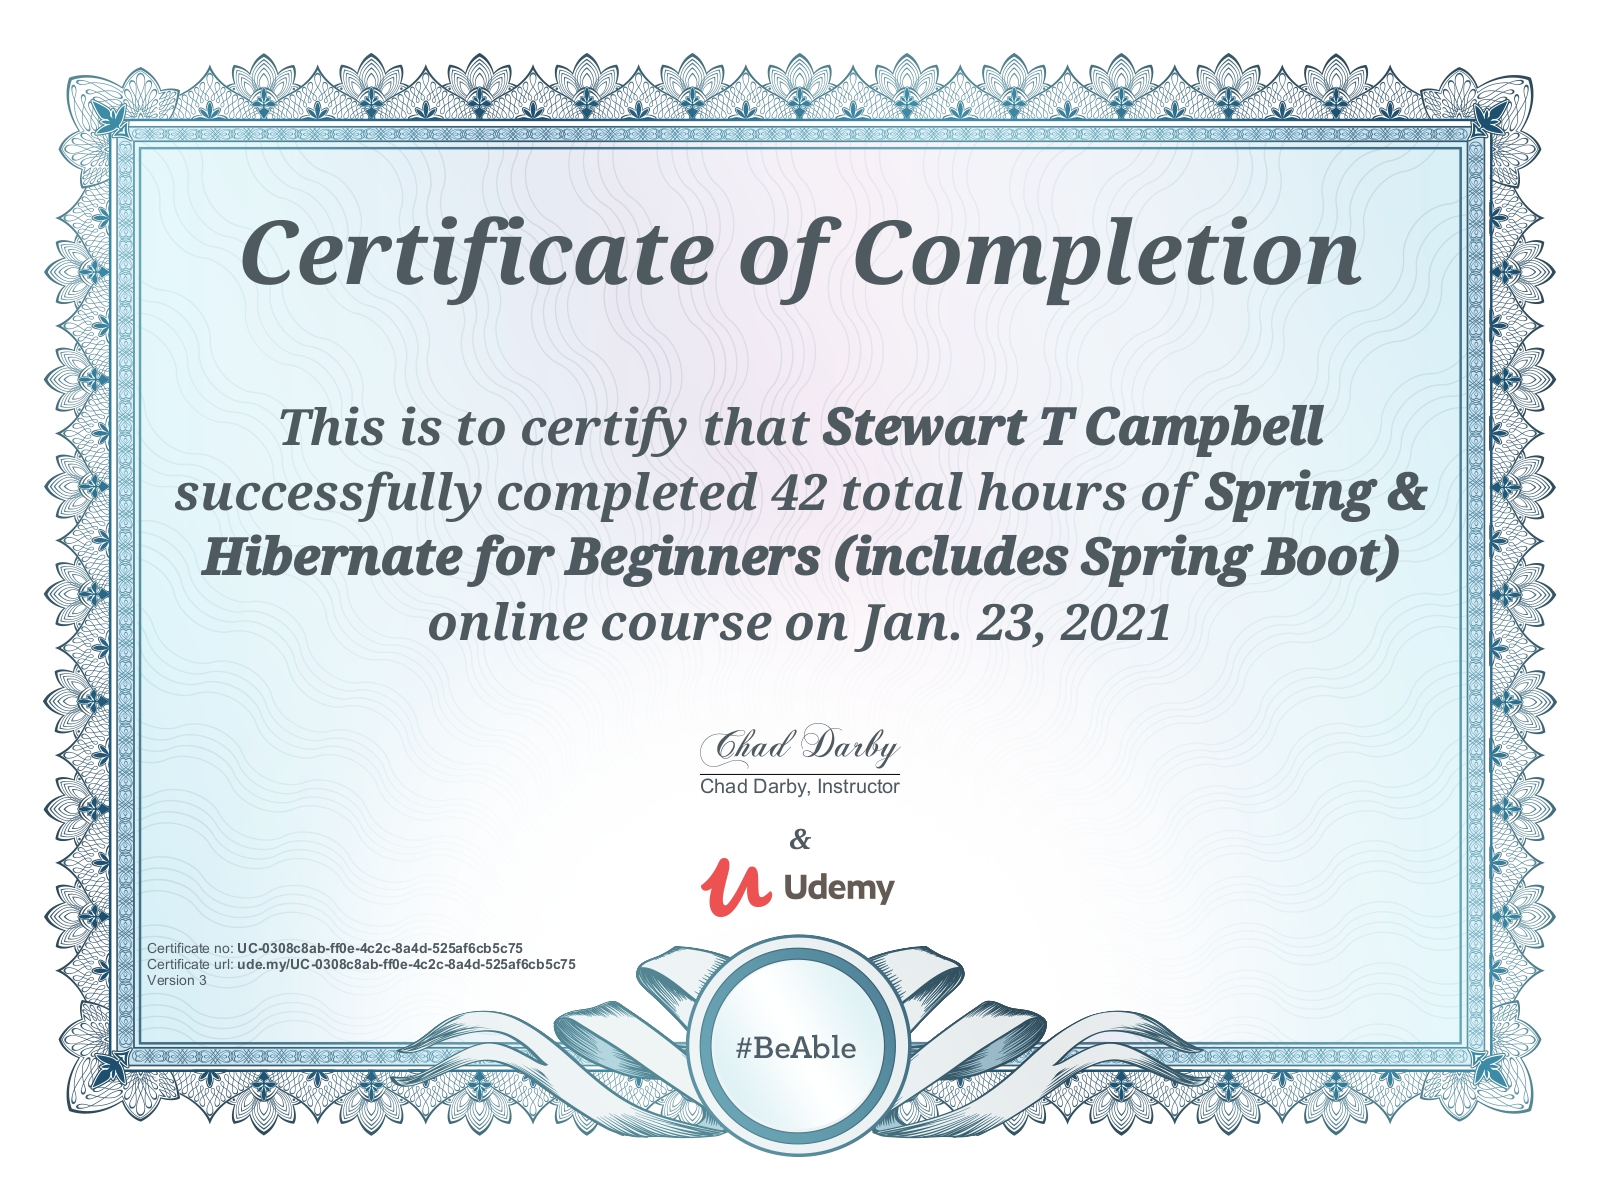 Certificate of Completion
This is to certify that Stewart T Campbell
successfully completed 42 total hours of Spring &
Hibernate for Beginners (includes Spring Boot)
online course on Jan. 23, 2021
Chad Darby
Chad Darby, Instructor
&
Udemy
Certificate no: UC-0308c8ab-ff0e-4c2c-8a4d-525af6cb5c75
Certificate url: ude.my/UC-0308c8ab-ff0e-4c2c-8a4d-525af6cb5c75
Version 3
#BeAble